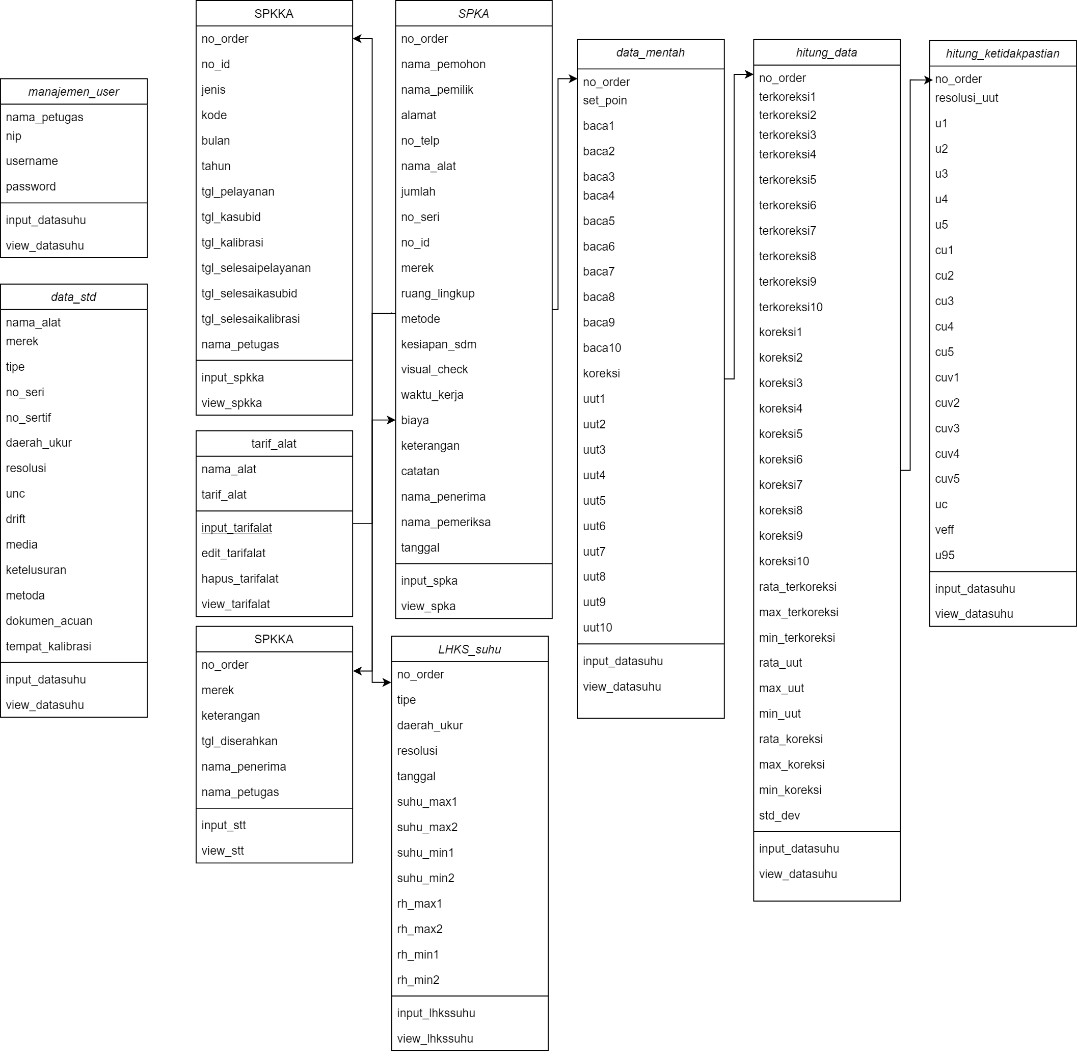 manajemen_user
nama_petugas
nip
username
password
input_datasuhu
view_datasuhu
data_std
nama_alat
merek
tipe
no_seri
no_sertif
daerah_ukur
resolusi
unc
drift
media
ketelusuran
metoda
dokumen_acuan
tempat_kalibrasi
input_datasuhu
view_datasuhu
SPKKA
no_order
no_id
jenis
kode
bulan
tahun
tgl_pelayanan
tgl_kasubid
tgl_kalibrasi
tgl_selesaipelayanan
tgl_selesaikasubid
tgl_selesaikalibrasi
nama_petugas
input_spkka
view_spkka
tarif_alat
nama_alat
tarif_alat
input_tarifalat
edit_tarifalat
hapus_tarifalat
view_tarifalat
SPKKA
no_order
merek
keterangan
tgl_diserahkan
nama_penerima
nama_petugas
input_stt
view_stt
SPKA
no_order
nama_pemohon
nama_pemilik
alamat
no_telp
nama_alat
jumlah
no_seri
no_id
merek
ruang_lingkup
metode
kesiapan_sdm
visual_check
waktu_kerja
biaya
keterangan
catatan
nama_penerima
nama_pemeriksa
tanggal
input_spka
view_spka
LHKS_suhu
no_order
tipe
daerah_ukur
resolusi
tanggal
suhu_max1
suhu_max2
suhu_min1
suhu_min2
rh_max1
rh_max2
rh_min1
rh_min2
input_lhkssuhu
view_lhkssuhu
data_mentah
no_order
set_poin
baca1
baca2
baca3
baca4
baca5
baca6
baca7
baca8
baca9
baca10
koreksi
uut1
uut2
uut3
uut4
uut5
uut6
uut7
uut8
uut9
uut10
input_datasuhu
view_datasuhu
hitung_data
no_order
terkoreksi1
terkoreksi2
terkoreksi3
terkoreksi4
terkoreksi5
terkoreksi6
terkoreksi7
terkoreksi8
terkoreksi9
terkoreksi10
koreksi1
koreksi2
koreksi3
koreksi4
koreksi5
koreksi6
koreksi7
koreksi8
koreksi9
koreksi10
rata_terkoreksi
max_terkoreksi
min_terkoreksi
rata_uut
max_uut
min_uut
rata_koreksi
max_koreksi
min_koreksi
std_dev
input_datasuhu
view_datasuhu
hitung_ketidakpastian
no_order
resolusi_uut
u1
u2
u3
u4
u5
cu1
cu2
cu3
cu4
cu5
cuv1
cuv2
cuv3
cuv4
cuv5
uc
veff
u95
input_datasuhu
view_datasuhu